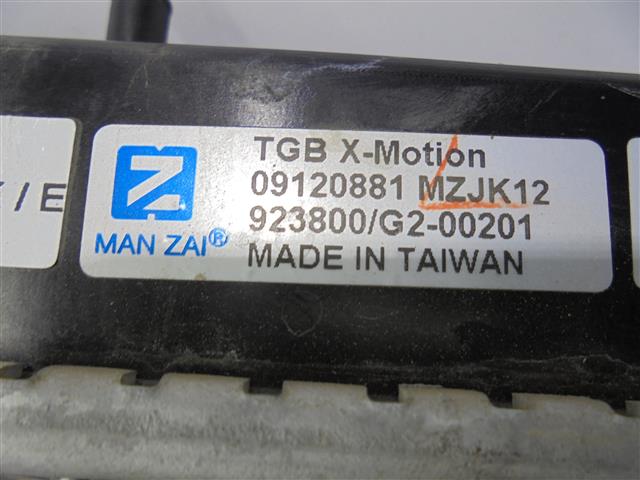 /E
TGB X-Motion
09120881 MZJK12
923800/G2-00201
MAN ZAI®
MADE IN TAIWAN